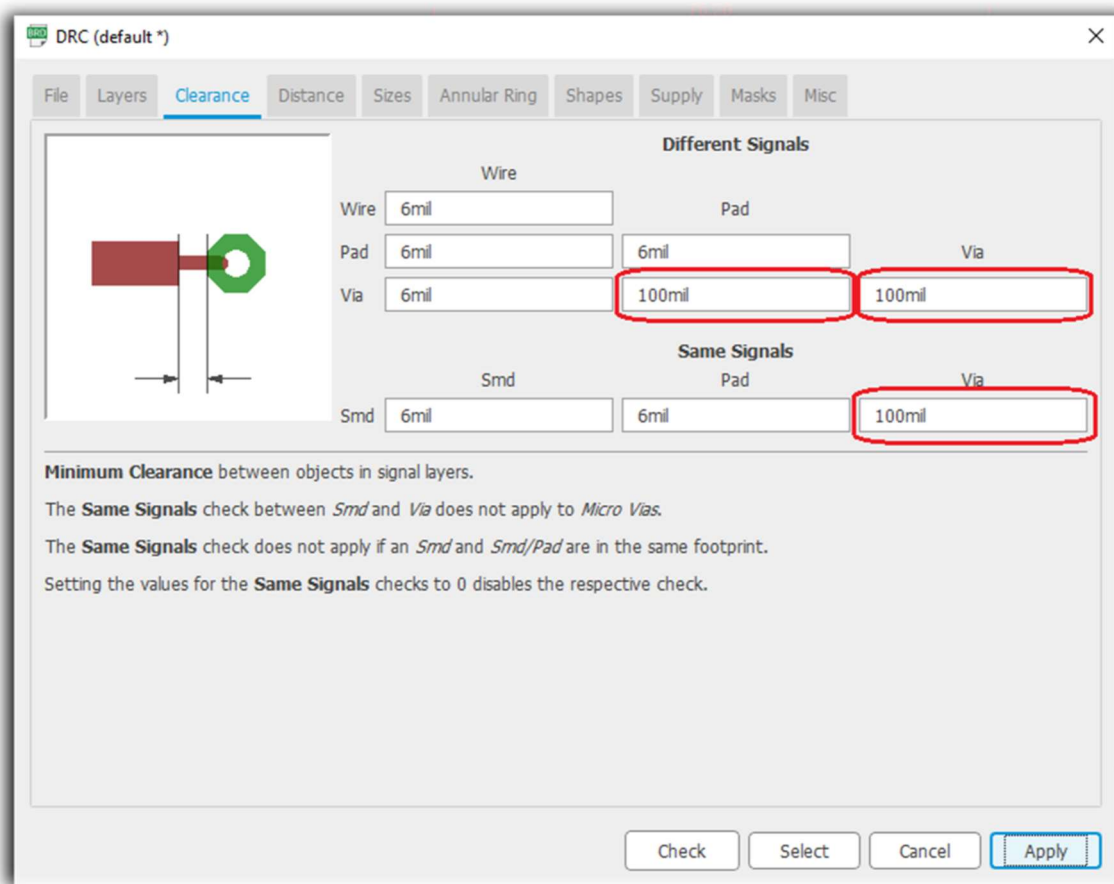 BRD DRC (default *)
File Layers Clearance Distance Sizes Annular Ring Shapes Supply Masks Misc
Different Signals
Wire
Wire 6mil Pad
Pad 6mil 6mil Via
Via 6mil 100mil 100mil
Same Signals
Smd Pad Via
Smd 6mil 6mil 100mil
Minimum Clearance between objects in signal layers.
The Same Signals check between Smd and Via does not apply to Micro Vias.
The Same Signals check does not apply if an Smd and Smd/Pad are in the same footprint.
Setting the values for the Same Signals checks to 0 disables the respective check.
Check Select Cancel Apply